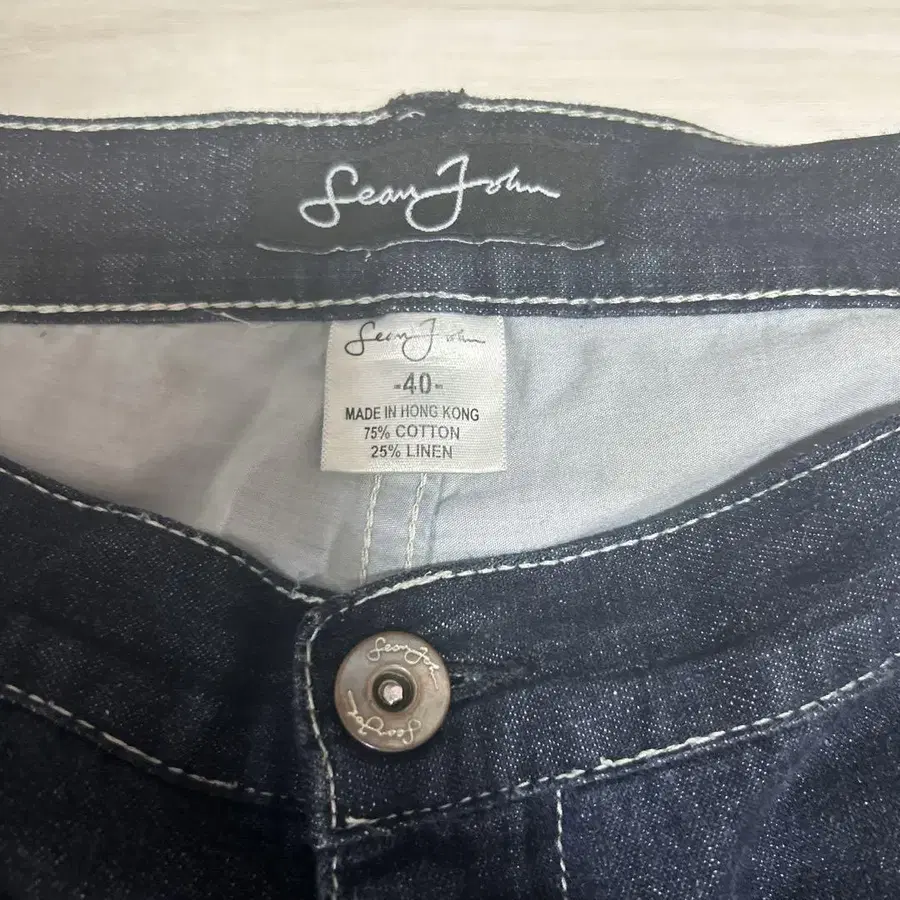 Sean John
Sean John
-40-
MADE IN HONG KONG
75% COTTON
25% LINEN
Sean John
Sean John